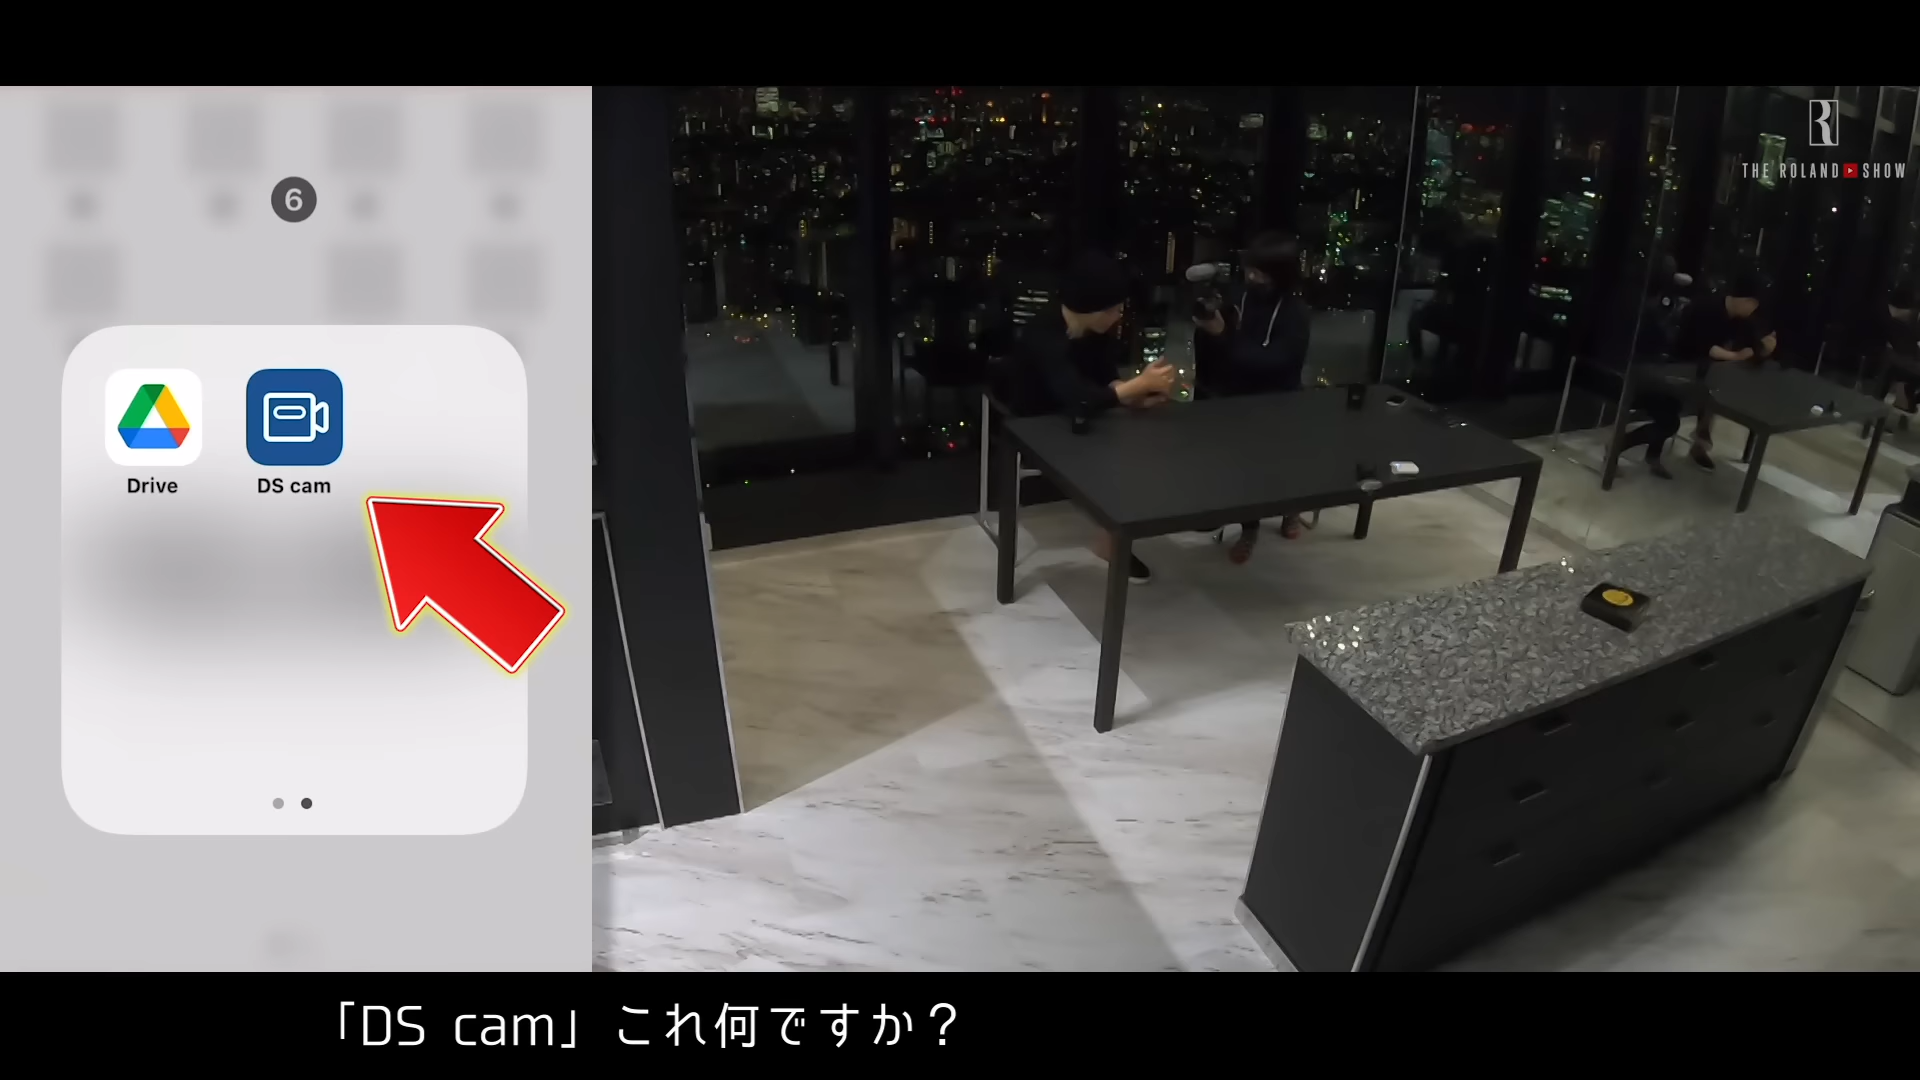 6
Drive
DS cam
THE ROLAND SHOW
「DS cam」これ何ですか？